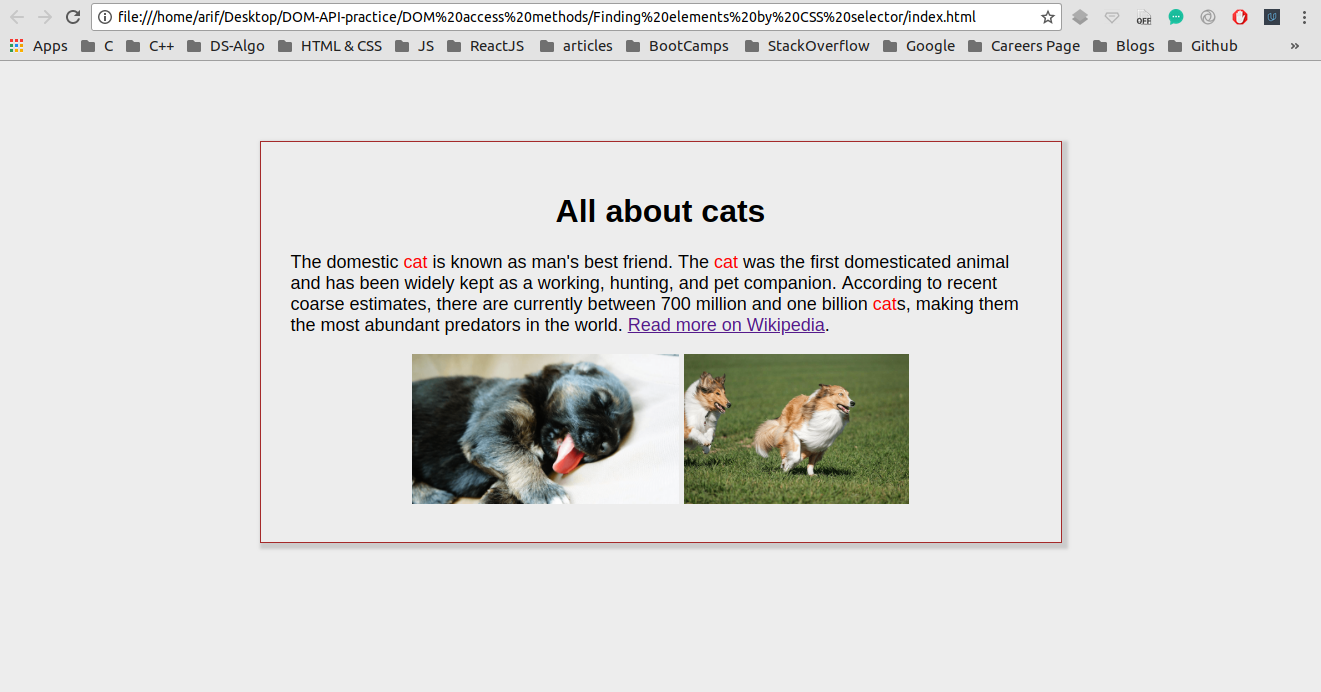 file:///home/arif/Desktop/DOM-API-practice/DOM%20access%20methods/Finding%20elements%20by%20CSS%20selector/index.html
OFF
Apps C C++ DS-Algo HTML & CSS JS ReactJS articles BootCamps StackOverflow Google Careers Page Blogs Github »
All about cats
The domestic cat is known as man's best friend. The cat was the first domesticated animal
and has been widely kept as a working, hunting, and pet companion. According to recent
coarse estimates, there are currently between 700 million and one billion cats, making them
the most abundant predators in the world. Read more on Wikipedia.